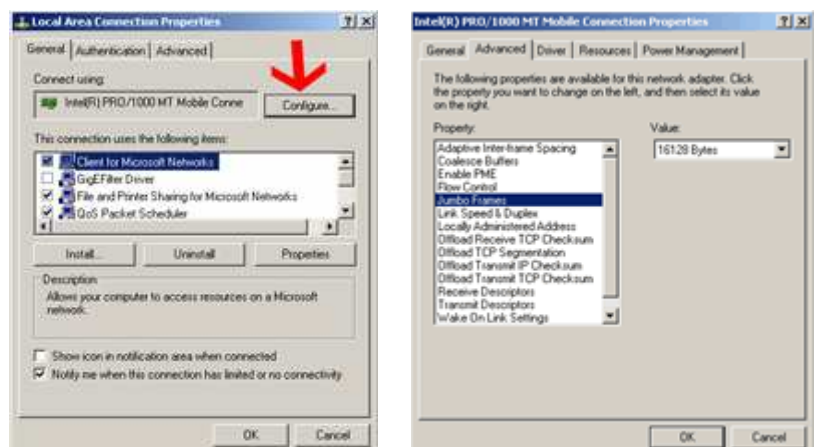 Local Area Connection Properties
General
Authentication
Advanced
Connect using:
Intel(R) PRO/1000 MT Mobile Conne
Configure...
This connection uses the following items:
Client for Microsoft Networks
GigEFilter Driver
File and Printer Sharing for Microsoft Networks
QoS Packet Scheduler
Install...
Uninstall
Properties
Description
Allows your computer to access resources on a Microsoft
network.
Show icon in notification area when connected
Notify me when this connection has limited or no connectivity
OK
Cancel
Intel(R) PRO/1000 MT Mobile Connection Properties
General
Advanced
Driver
Resources
Power Management
The following properties are available for this network adapter. Click
the property you want to change on the left, and then select its value
on the right.
Property:
Value:
Adaptive Inter-frame Spacing
Coalesce Buffers
Enable PME
Flow Control
Jumbo Frames
Link Speed & Duplex
Locally Administered Address
Offload Receive TCP Checksum
Offload TCP Segmentation
Offload Transmit IP Checksum
Offload Transmit TCP Checksum
Receive Descriptors
Transmit Descriptors
Wake On Link Settings
16128 Bytes
OK
Cancel